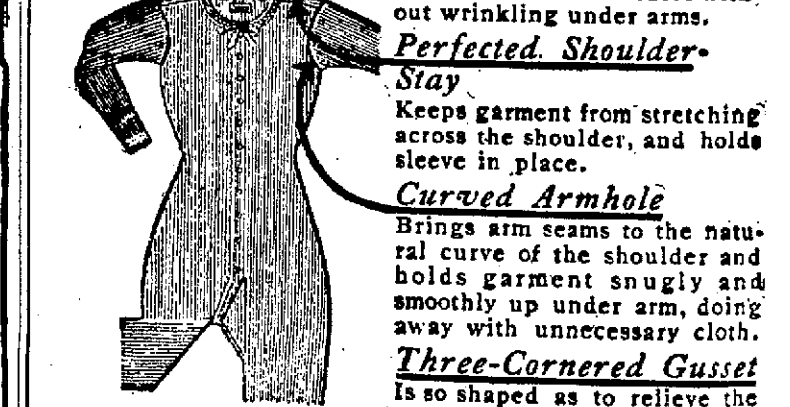 out wrinkling under arms.
Perfected Shoulder-
Stay
Keeps garment from stretching
across the shoulder, and holds
sleeve in place.
Curved Armhole
Brings arm seams to the natu-
ral curve of the shoulder and
holds garment snugly and
smoothly up under arm, doing
away with unnecessary cloth.
Three-Cornered Gusset
Is so shaped as to relieve the